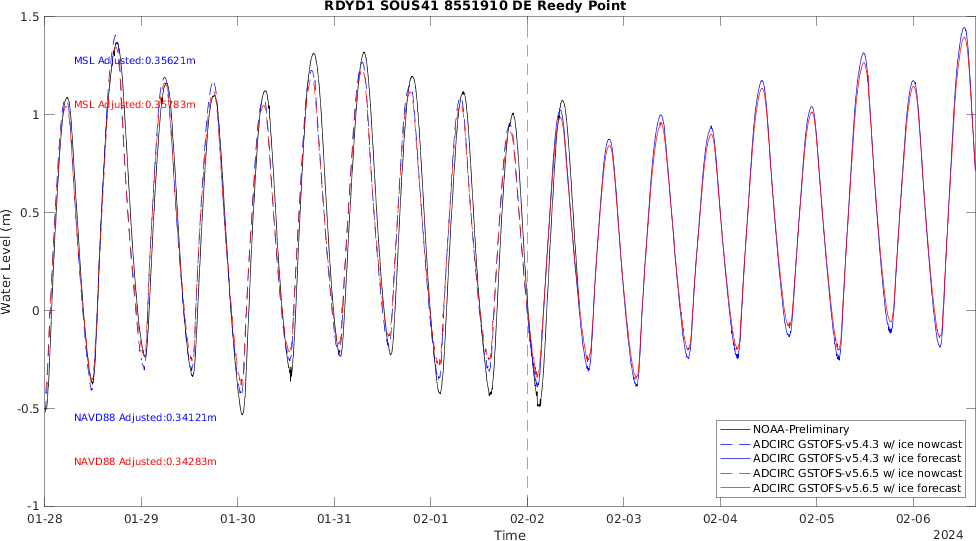 RDYD1 SOUS41 8551910 DE Reedy Point
1.5
1
0.5
0
-0.5
-1
Water Level (m)
MSL Adjusted:0.35621m
MSL Adjusted:0.35783m
NAVD88 Adjusted:0.34121m
NAVD88 Adjusted:0.34283m
NOAA-Preliminary
ADCIRC GSTOFS-v5.4.3 w/ ice nowcast
ADCIRC GSTOFS-v5.4.3 w/ ice forecast
ADCIRC GSTOFS-v5.6.5 w/ ice nowcast
ADCIRC GSTOFS-v5.6.5 w/ ice forecast
01-28 01-29 01-30 01-31 02-01 02-02 02-03 02-04 02-05 02-06
Time
2024